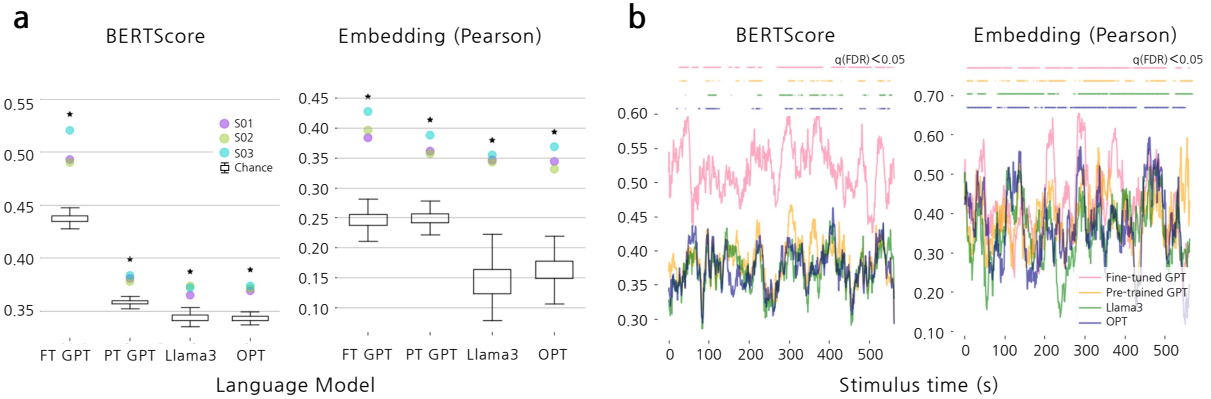 a
BERTScore
Embedding (Pearson)
0.55
0.50
0.45
0.40
0.35
S01
S02
S03
Chance
FT GPT
PT GPT
Llama3
OPT
0.45
0.40
0.35
0.30
0.25
0.20
0.15
0.10
FT GPT
PT GPT
Llama3
OPT
Language Model
b
BERTScore
Embedding (Pearson)
q(FDR)<0.05
0.60
0.55
0.50
0.45
0.40
0.35
0.30
0
100
200
300
400
500
q(FDR)<0.05
0.70
0.60
0.50
0.40
0.30
0.20
0.10
Fine-tuned GPT
Pre-trained GPT
Llama3
OPT
0
100
200
300
400
500
Stimulus time (s)